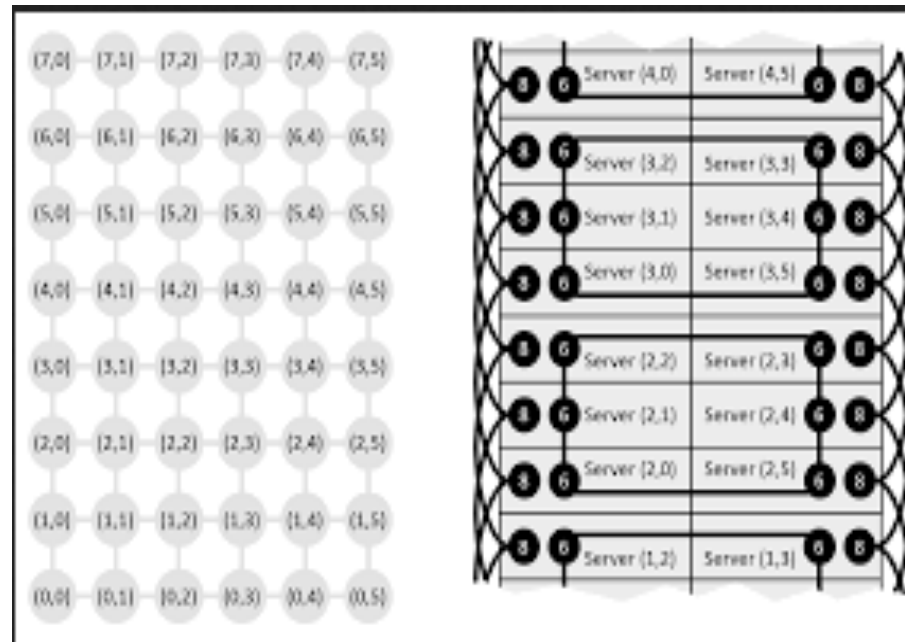 (7,0) (7,1) (7,2) (7,3) (7,4) (7,5)
(6,0) (6,1) (6,2) (6,3) (6,4) (6,5)
(5,0) (5,1) (5,2) (5,3) (5,4) (5,5)
(4,0) (4,1) (4,2) (4,3) (4,4) (4,5)
(3,0) (3,1) (3,2) (3,3) (3,4) (3,5)
(2,0) (2,1) (2,2) (2,3) (2,4) (2,5)
(1,0) (1,1) (1,2) (1,3) (1,4) (1,5)
(0,0) (0,1) (0,2) (0,3) (0,4) (0,5)
8 6 Server (4,0) Server (4,5) 6 8
8 6 Server (3,2) Server (3,3) 6 8
8 6 Server (3,1) Server (3,4) 6 8
8 6 Server (3,0) Server (3,5) 6 8
8 6 Server (2,2) Server (2,3) 6 8
8 6 Server (2,1) Server (2,4) 6 8
8 6 Server (2,0) Server (2,5) 6 8
8 6 Server (1,2) Server (1,3) 6 8